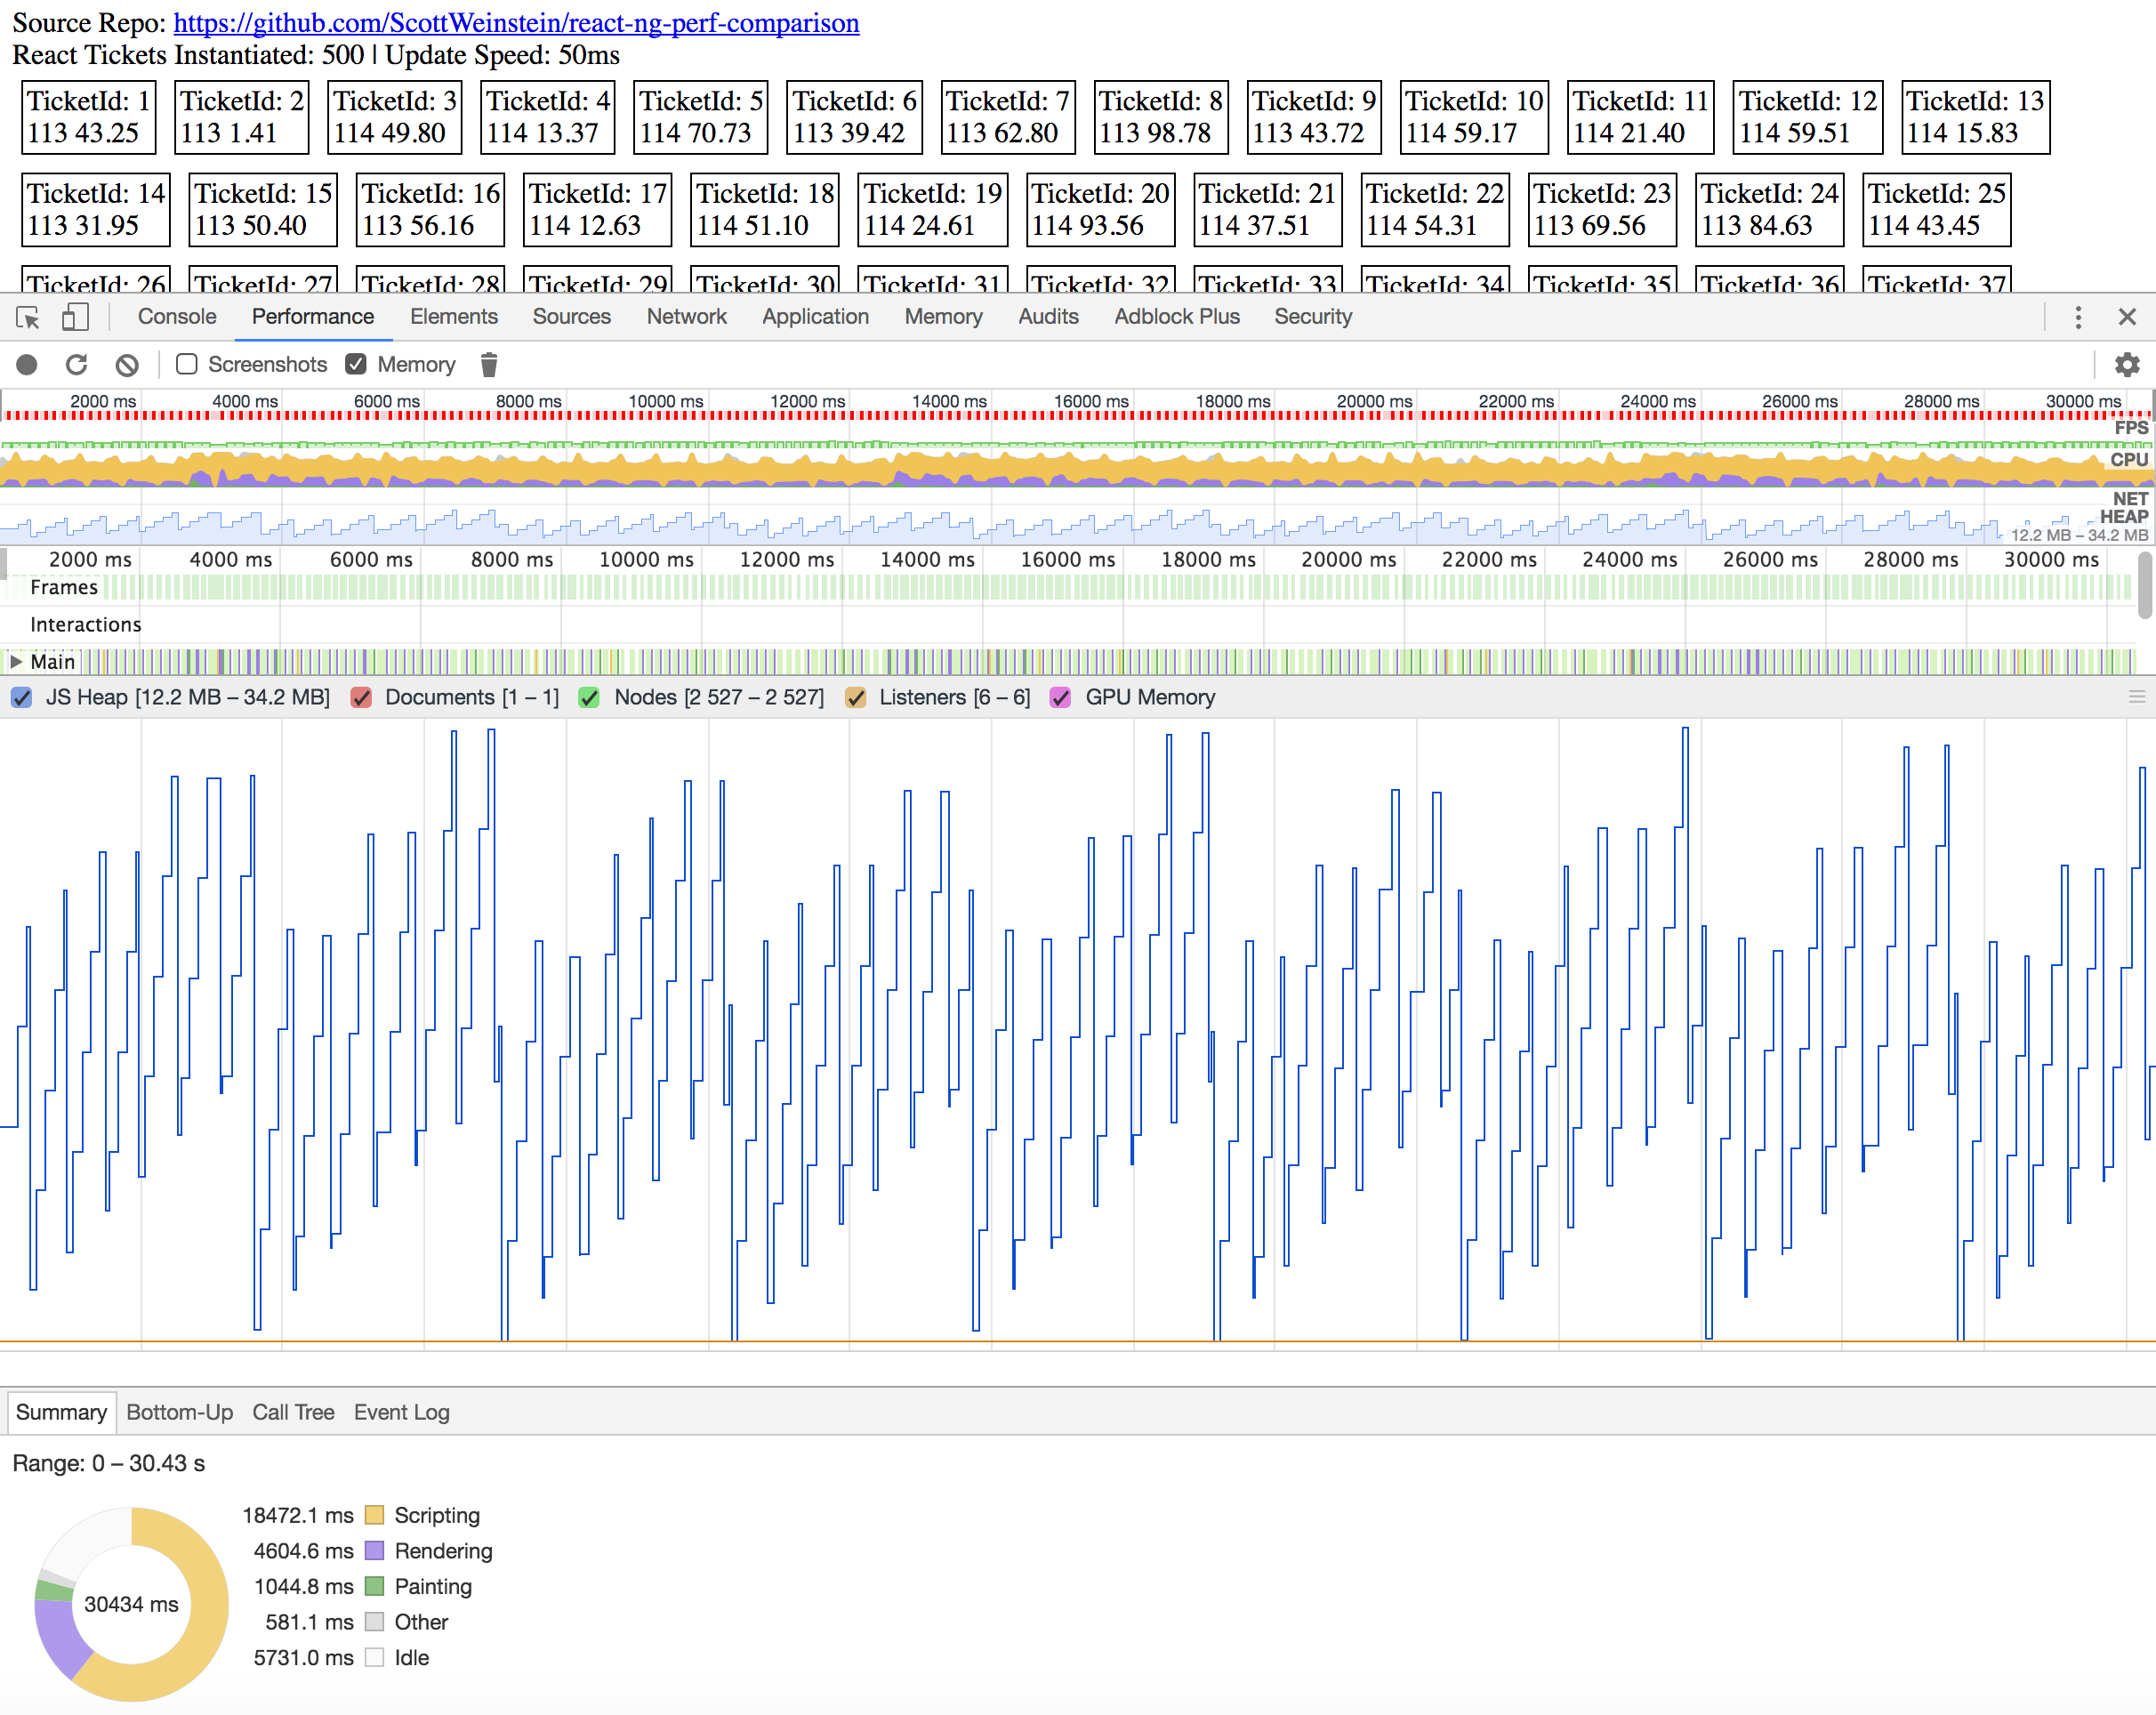 Source Repo: https://github.com/ScottWeinstein/react-ng-perf-comparison
React Tickets Instantiated: 500 | Update Speed: 50ms
TicketId: 1 TicketId: 2 TicketId: 3 TicketId: 4 TicketId: 5 TicketId: 6 TicketId: 7 TicketId: 8 TicketId: 9 TicketId: 10 TicketId: 11 TicketId: 12 TicketId: 13
113 43.25 113 1.41 114 49.80 114 13.37 114 70.73 113 39.42 113 62.80 113 98.78 113 43.72 114 59.17 114 21.40 114 59.51 114 15.83
TicketId: 14 TicketId: 15 TicketId: 16 TicketId: 17 TicketId: 18 TicketId: 19 TicketId: 20 TicketId: 21 TicketId: 22 TicketId: 23 TicketId: 24 TicketId: 25
113 31.95 113 50.40 113 56.16 114 12.63 114 51.10 114 24.61 114 93.56 114 37.51 114 54.31 113 69.56 113 84.63 114 43.45
TicketId: 26 TicketId: 27 TicketId: 28 TicketId: 29 TicketId: 30 TicketId: 31 TicketId: 32 TicketId: 33 TicketId: 34 TicketId: 35 TicketId: 36 TicketId: 37
Console Performance Elements Sources Network Application Memory Audits Adblock Plus Security
Screenshots Memory
2000 ms 4000 ms 6000 ms 8000 ms 10000 ms 12000 ms 14000 ms 16000 ms 18000 ms 20000 ms 22000 ms 24000 ms 26000 ms 28000 ms 30000 ms
FPS
CPU
NET
HEAP
12.2 MB – 34.2 MB
2000 ms 4000 ms 6000 ms 8000 ms 10000 ms 12000 ms 14000 ms 16000 ms 18000 ms 20000 ms 22000 ms 24000 ms 26000 ms 28000 ms 30000 ms
Frames
Interactions
Main
JS Heap [12.2 MB – 34.2 MB] Documents [1 – 1] Nodes [2 527 – 2 527] Listeners [6 – 6] GPU Memory
Summary Bottom-Up Call Tree Event Log
Range: 0 – 30.43 s
18472.1 ms Scripting
4604.6 ms Rendering
1044.8 ms Painting
581.1 ms Other
5731.0 ms Idle
30434 ms